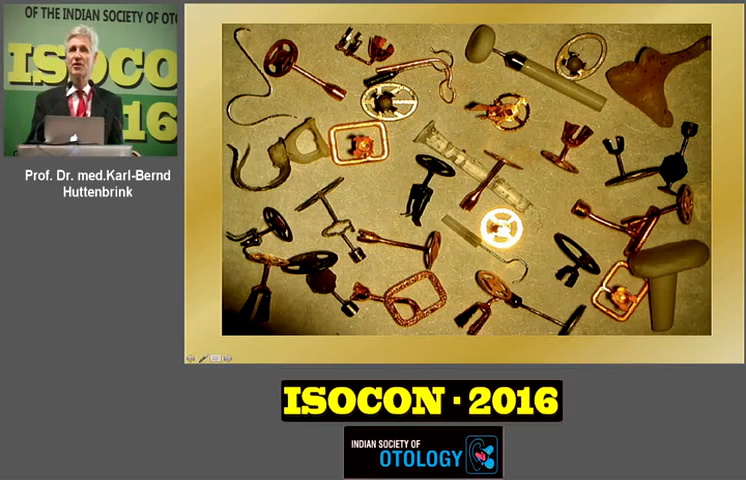 OF THE INDIAN SOCIETY OF OTO
ISOCO
16
Prof. Dr. med.Karl-Bernd
Huttenbrink
ISOCON · 2016
INDIAN SOCIETY OF
OTOLOGY